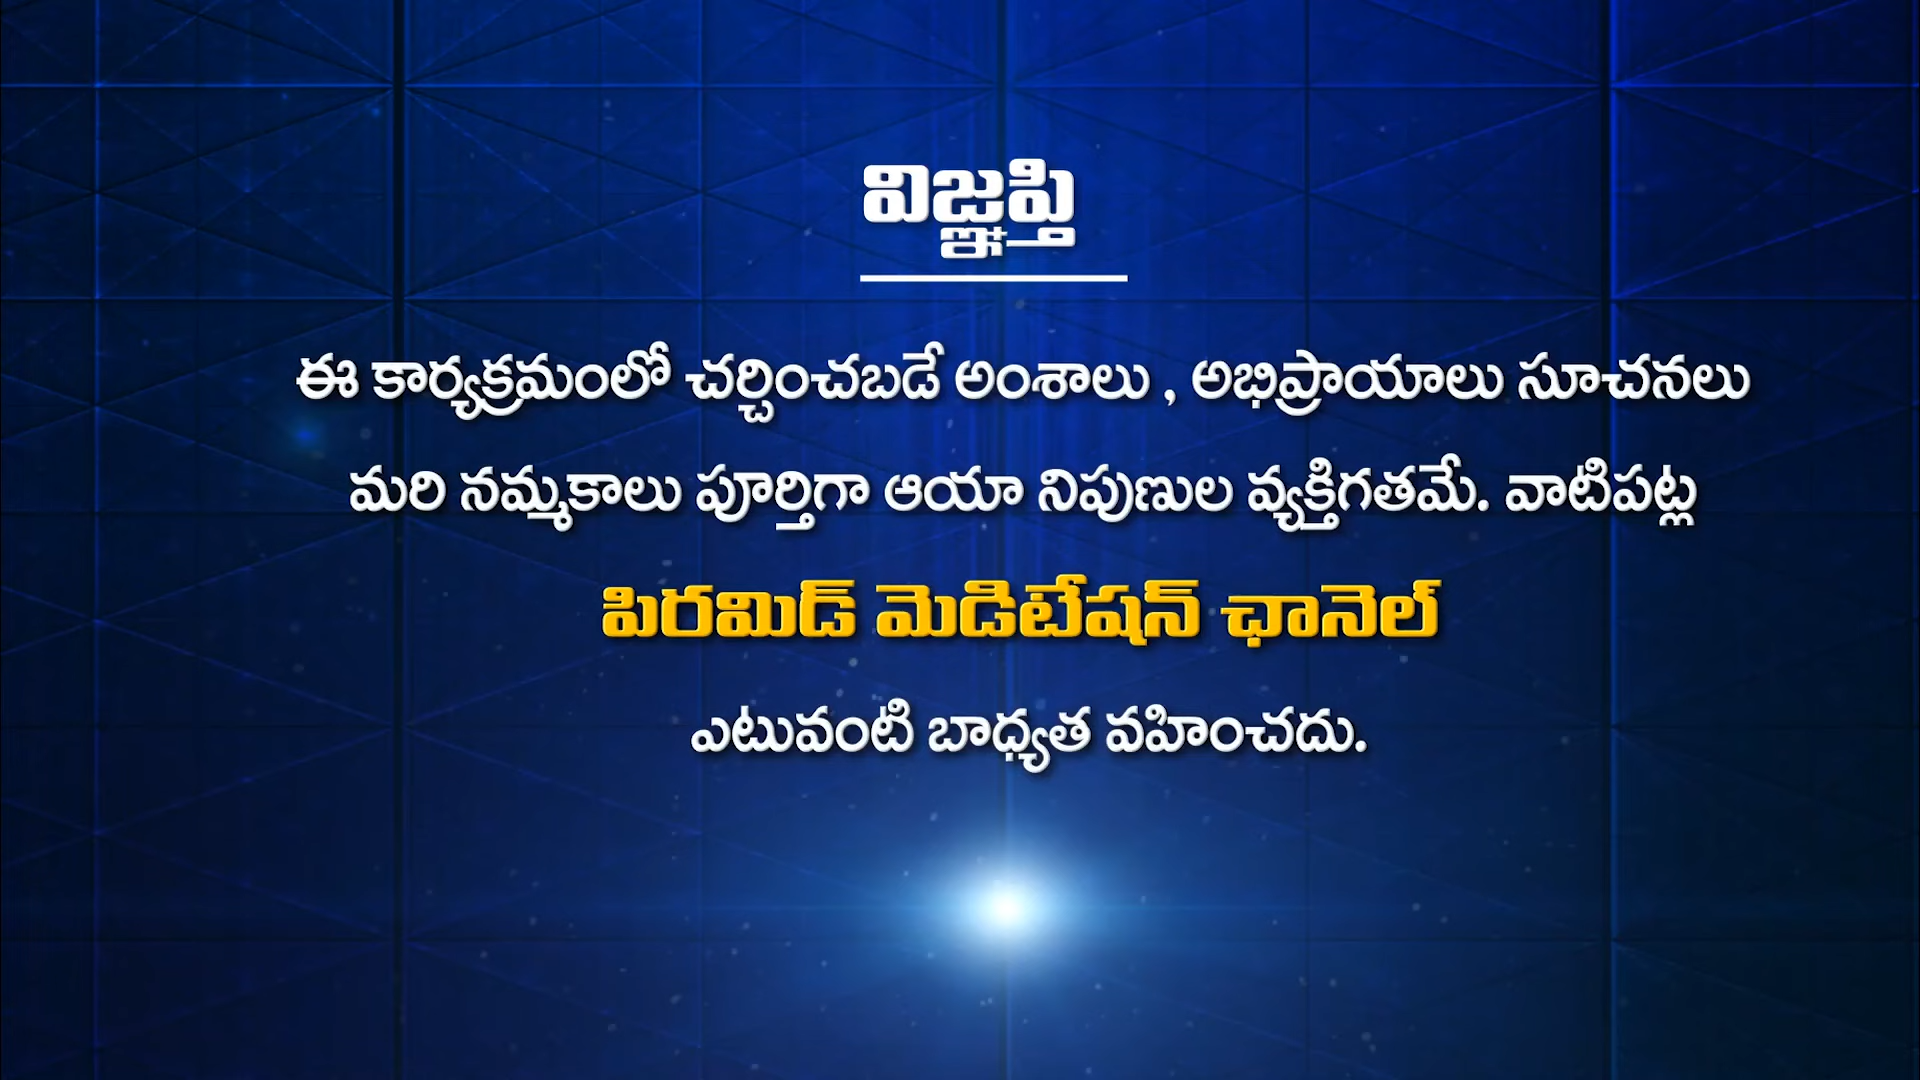 విజ్ఞప్తి
ఈ కార్యక్రమంలో చర్చించబడే అంశాలు , అభిప్రాయాలు సూచనలు
మరి నమ్మకాలు పూర్తిగా ఆయా నిపుణుల వ్యక్తిగతమే. వాటిపట్ల
పిరమిడ్ మెడిటేషన్ ఛానెల్
ఎటువంటి బాధ్యత వహించదు.